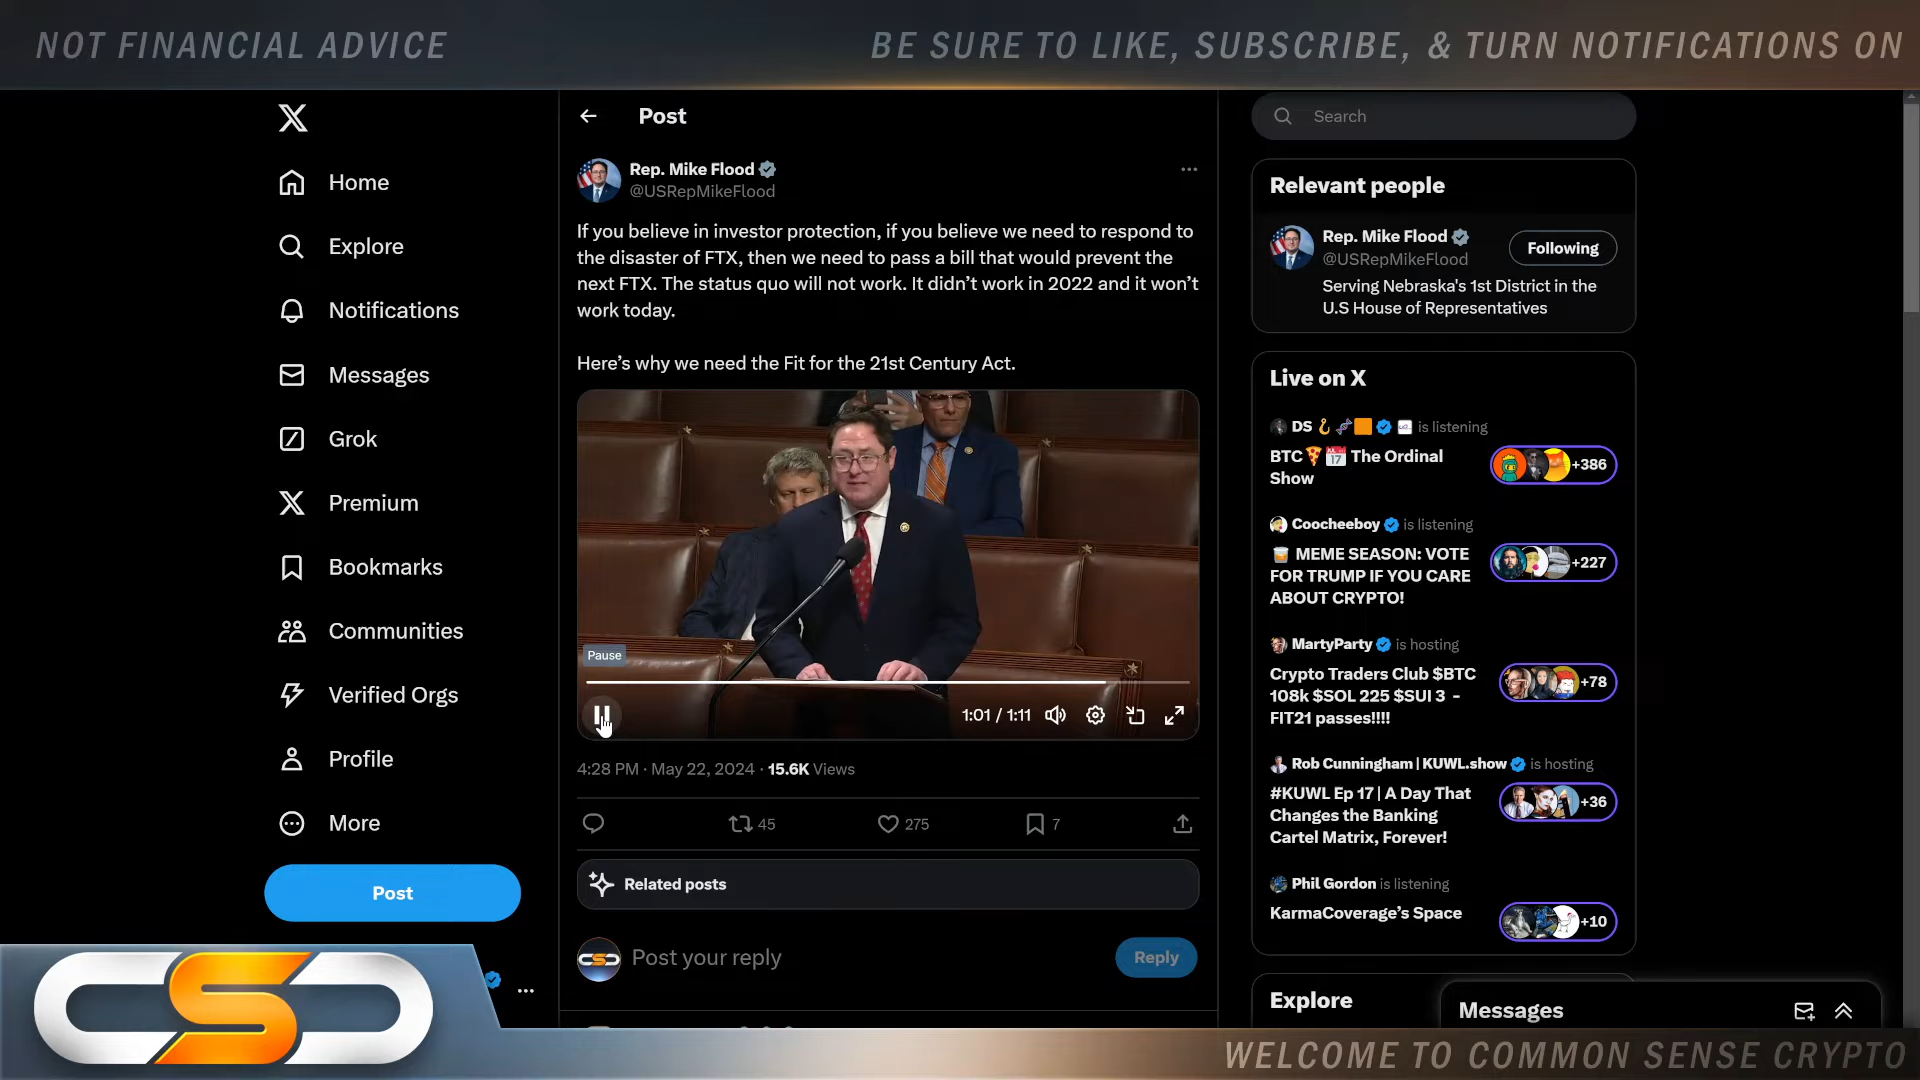 NOT FINANCIAL ADVICE
BE SURE TO LIKE, SUBSCRIBE, & TURN NOTIFICATIONS ON
Home
Explore
Notifications
Messages
Grok
Premium
Bookmarks
Communities
Verified Orgs
Profile
More
Post
Post
Rep. Mike Flood
@USRepMikeFlood
If you believe in investor protection, if you believe we need to respond to
the disaster of FTX, then we need to pass a bill that would prevent the
next FTX. The status quo will not work. It didn't work in 2022 and it won't
work today.
Here's why we need the Fit for the 21st Century Act.
Pause
1:01 / 1:11
4:28 PM · May 22, 2024 · 15.6K Views
45
275
7
Related posts
Post your reply
Reply
Search
Relevant people
Rep. Mike Flood
@USRepMikeFlood
Following
Serving Nebraska's 1st District in the
U.S House of Representatives
Live on X
DS is listening
BTC 17 The Ordinal
Show
+386
Coocheeboy is listening
MEME SEASON: VOTE
FOR TRUMP IF YOU CARE
ABOUT CRYPTO!
+227
MartyParty is hosting
Crypto Traders Club $BTC
108k $SOL 225 $SUI 3 -
FIT21 passes!!!!
+78
Rob Cunningham | KUWL.show is hosting
#KUWL Ep 17 | A Day That
Changes the Banking
Cartel Matrix, Forever!
+36
Phil Gordon is listening
KarmaCoverage's Space
+10
Explore
Messages
CSC
WELCOME TO COMMON SENSE CRYPTO